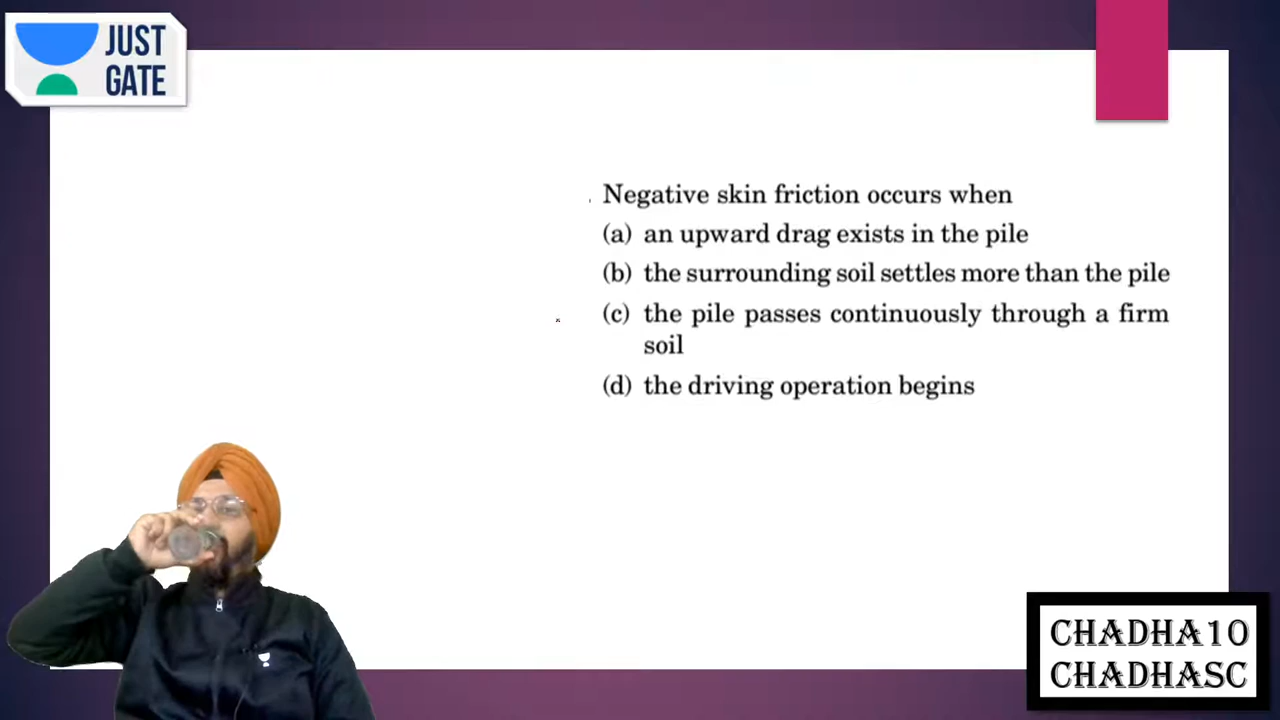 JUST
GATE
Negative skin friction occurs when
(a) an upward drag exists in the pile
(b) the surrounding soil settles more than the pile
(c) the pile passes continuously through a firm
soil
(d) the driving operation begins
CHADHA10
CHADHASC